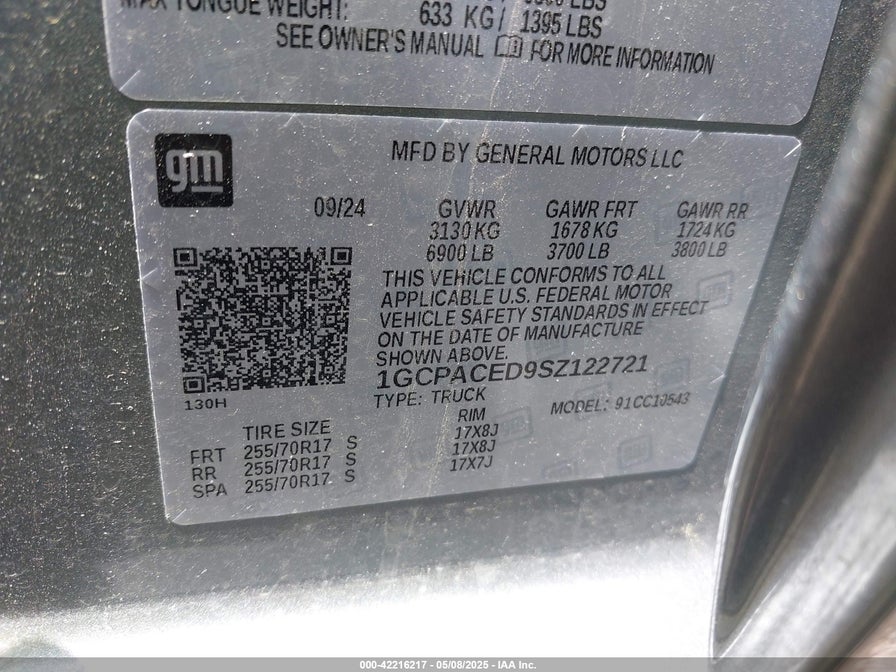 MAX TONGUE WEIGHT: 633 KG/ 1395 LBS
SEE OWNER'S MANUAL FOR MORE INFORMATION
gm
MFD BY GENERAL MOTORS LLC
09/24 GVWR GAWR FRT GAWR RR
3130 KG 1678 KG 1724 KG
6900 LB 3700 LB 3800 LB
THIS VEHICLE CONFORMS TO ALL
APPLICABLE U.S. FEDERAL MOTOR
VEHICLE SAFETY STANDARDS IN EFFECT
ON THE DATE OF MANUFACTURE
SHOWN ABOVE.
1GCPACED9SZ122721
130H
TYPE: TRUCK MODEL: 91CC10543
TIRE SIZE RIM
FRT 255/70R17 S 17X8J
RR 255/70R17 S 17X8J
SPA 255/70R17 S 17X7J
000-42216217 - 05/08/2025 - IAA Inc.